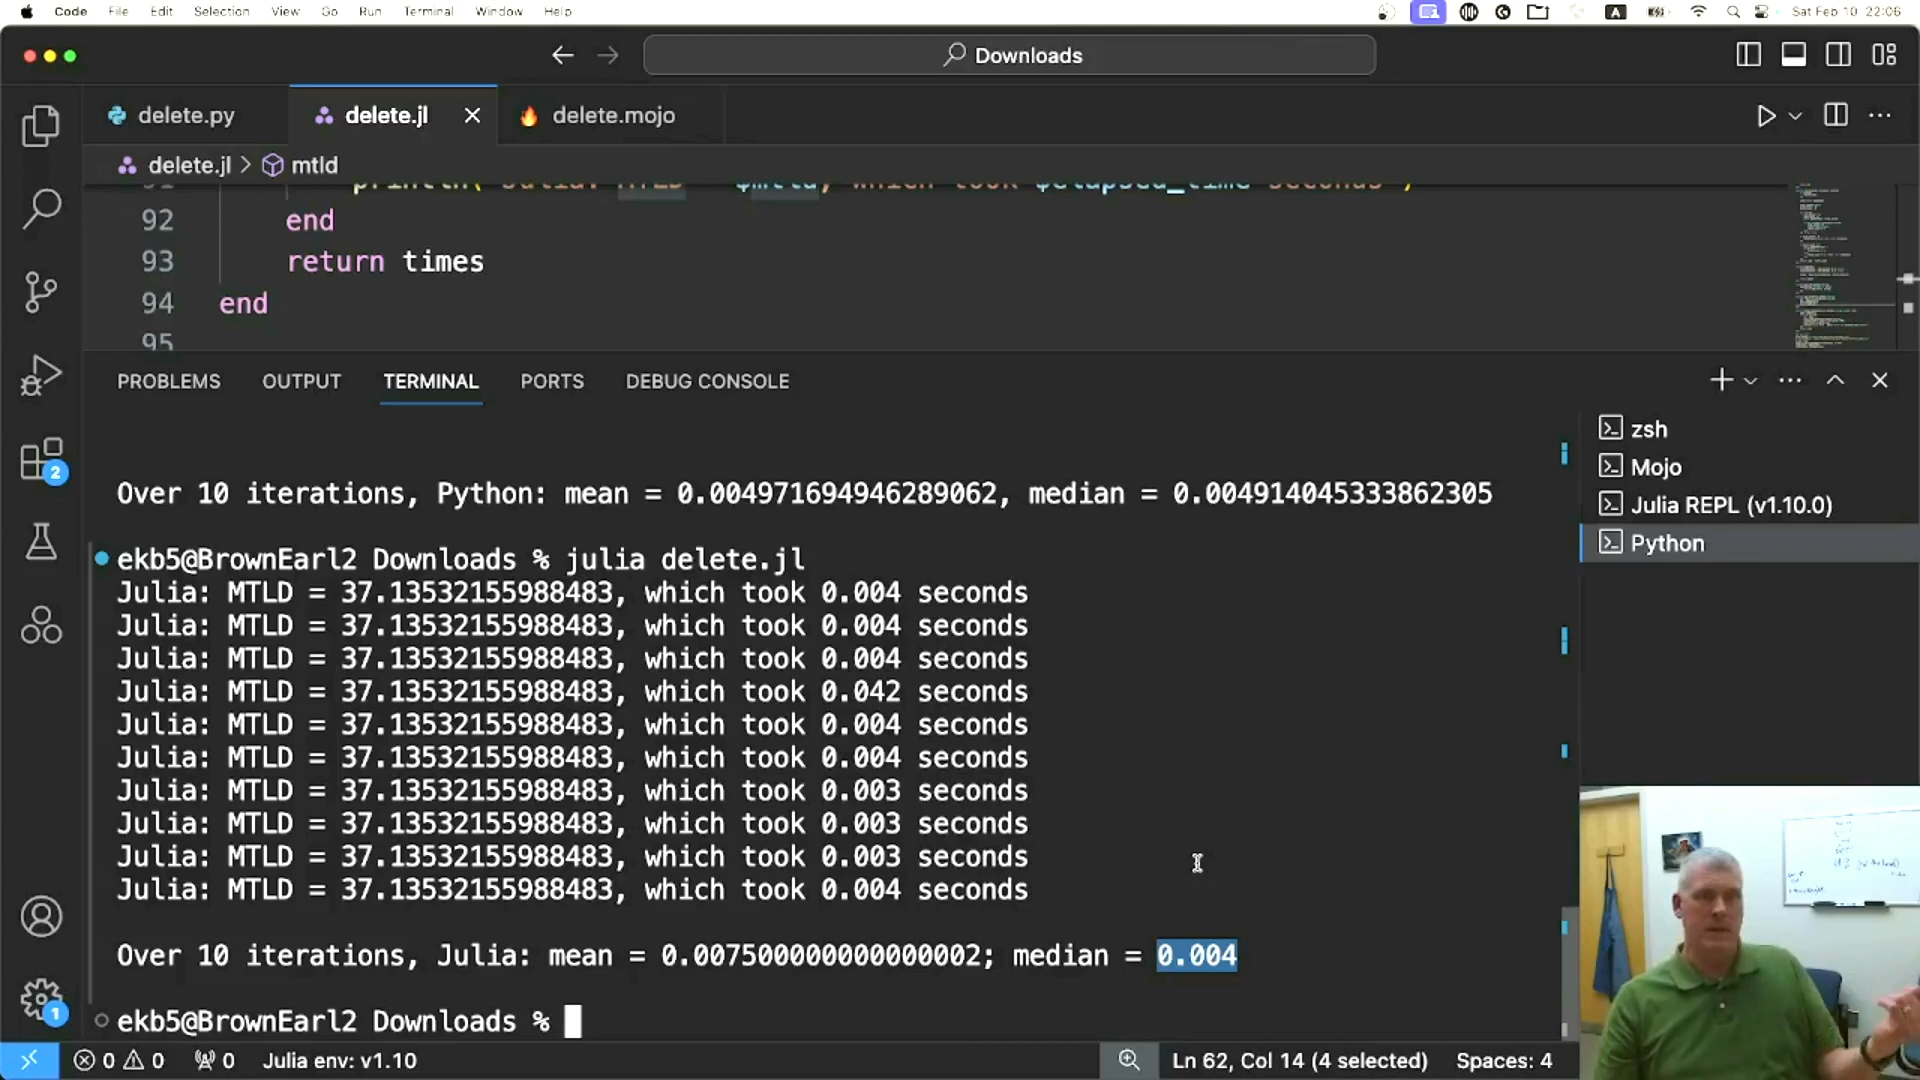 Code File Edit Selection View Go Run Terminal Window Help A Sat Feb 10 22:06
Downloads
delete.py delete.jl delete.mojo
delete.jl > mtld
92 end
93 return times
94 end
95
PROBLEMS OUTPUT TERMINAL PORTS DEBUG CONSOLE
zsh
Mojo
Julia REPL (v1.10.0)
Python
Over 10 iterations, Python: mean = 0.004971694946289062, median = 0.004914045333862305
ekb5@BrownEarl2 Downloads % julia delete.jl
Julia: MTLD = 37.13532155988483, which took 0.004 seconds
Julia: MTLD = 37.13532155988483, which took 0.004 seconds
Julia: MTLD = 37.13532155988483, which took 0.004 seconds
Julia: MTLD = 37.13532155988483, which took 0.042 seconds
Julia: MTLD = 37.13532155988483, which took 0.004 seconds
Julia: MTLD = 37.13532155988483, which took 0.004 seconds
Julia: MTLD = 37.13532155988483, which took 0.003 seconds
Julia: MTLD = 37.13532155988483, which took 0.003 seconds
Julia: MTLD = 37.13532155988483, which took 0.003 seconds
Julia: MTLD = 37.13532155988483, which took 0.004 seconds
Over 10 iterations, Julia: mean = 0.007500000000000002; median = 0.004
ekb5@BrownEarl2 Downloads %
2
1
0 0 0 Julia env: v1.10 Ln 62, Col 14 (4 selected) Spaces: 4